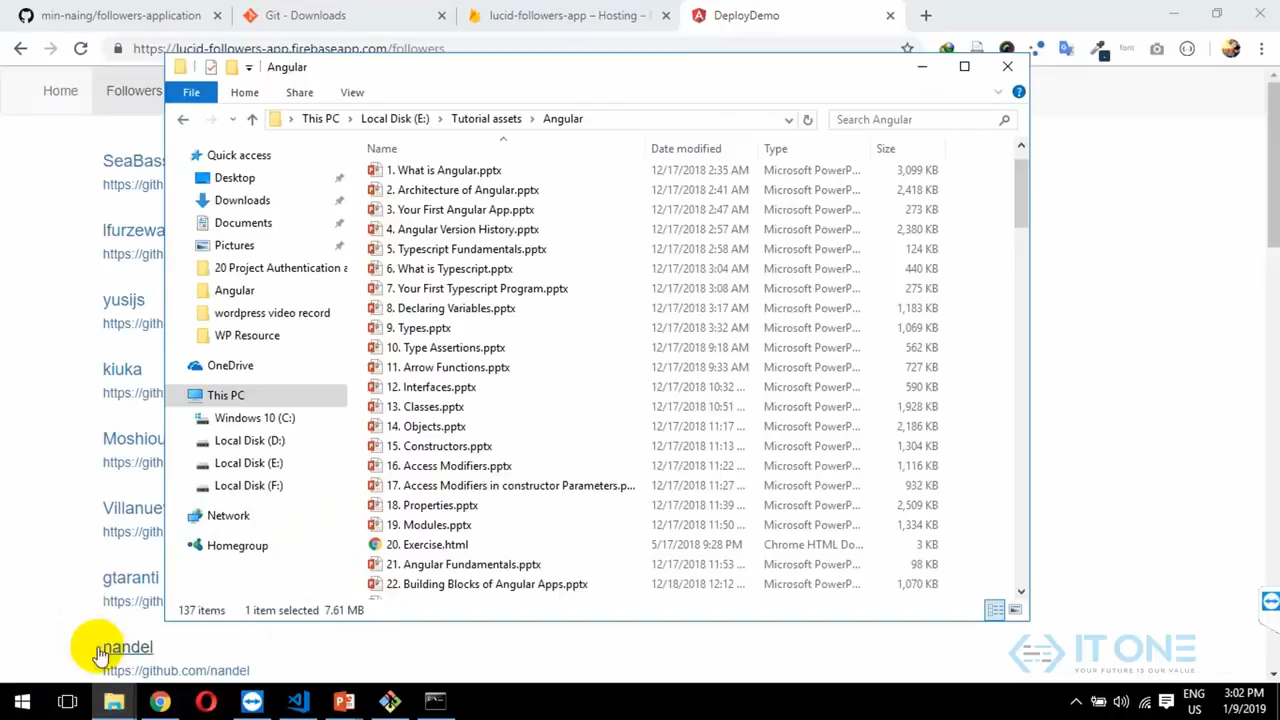 min-naing/followers-application
Git - Downloads
lucid-followers-app – Hosting –
DeployDemo
https://lucid-followers-app.firebaseapp.com/followers
font
Home
Followers
Angular
File
Home
Share
View
This PC
Local Disk (E:)
Tutorial assets
Angular
Search Angular
Name
Date modified
Type
Size
Quick access
Desktop
Downloads
Documents
Pictures
20 Project Authentication a
Angular
wordpress video record
WP Resource
OneDrive
This PC
Windows 10 (C:)
Local Disk (D:)
Local Disk (E:)
Local Disk (F:)
Network
Homegroup
1. What is Angular.pptx 12/17/2018 2:35 AM Microsoft PowerP... 3,099 KB
2. Architecture of Angular.pptx 12/17/2018 2:41 AM Microsoft PowerP... 2,418 KB
3. Your First Angular App.pptx 12/17/2018 2:47 AM Microsoft PowerP... 273 KB
4. Angular Version History.pptx 12/17/2018 2:57 AM Microsoft PowerP... 2,380 KB
5. Typescript Fundamentals.pptx 12/17/2018 2:58 AM Microsoft PowerP... 124 KB
6. What is Typescript.pptx 12/17/2018 3:04 AM Microsoft PowerP... 440 KB
7. Your First Typescript Program.pptx 12/17/2018 3:08 AM Microsoft PowerP... 275 KB
8. Declaring Variables.pptx 12/17/2018 3:17 AM Microsoft PowerP... 1,183 KB
9. Types.pptx 12/17/2018 3:32 AM Microsoft PowerP... 1,069 KB
10. Type Assertions.pptx 12/17/2018 9:18 AM Microsoft PowerP... 562 KB
11. Arrow Functions.pptx 12/17/2018 9:33 AM Microsoft PowerP... 727 KB
12. Interfaces.pptx 12/17/2018 10:32 ... Microsoft PowerP... 590 KB
13. Classes.pptx 12/17/2018 10:51 ... Microsoft PowerP... 1,928 KB
14. Objects.pptx 12/17/2018 11:17 ... Microsoft PowerP... 2,186 KB
15. Constructors.pptx 12/17/2018 11:13 ... Microsoft PowerP... 1,304 KB
16. Access Modifiers.pptx 12/17/2018 11:22 ... Microsoft PowerP... 1,116 KB
17. Access Modifiers in constructor Parameters.p... 12/17/2018 11:27 ... Microsoft PowerP... 932 KB
18. Properties.pptx 12/17/2018 11:39 ... Microsoft PowerP... 2,509 KB
19. Modules.pptx 12/17/2018 11:50 ... Microsoft PowerP... 1,334 KB
20. Exercise.html 5/17/2018 9:28 PM Chrome HTML Do... 3 KB
21. Angular Fundamentals.pptx 12/17/2018 11:53 ... Microsoft PowerP... 98 KB
22. Building Blocks of Angular Apps.pptx 12/18/2018 12:12 ... Microsoft PowerP... 1,070 KB
137 items
1 item selected 7.61 MB
SeaBass
https://gith
lfurzewa
https://gith
yusijs
https://gith
kiuka
https://gith
Moshiou
https://gith
Villanue
https://gith
gtaranti
https://gith
nandel
https://github.com/nandel
IT ONE
YOUR FUTURE IS OUR VALUE
ENG
US
3:02 PM
1/9/2019